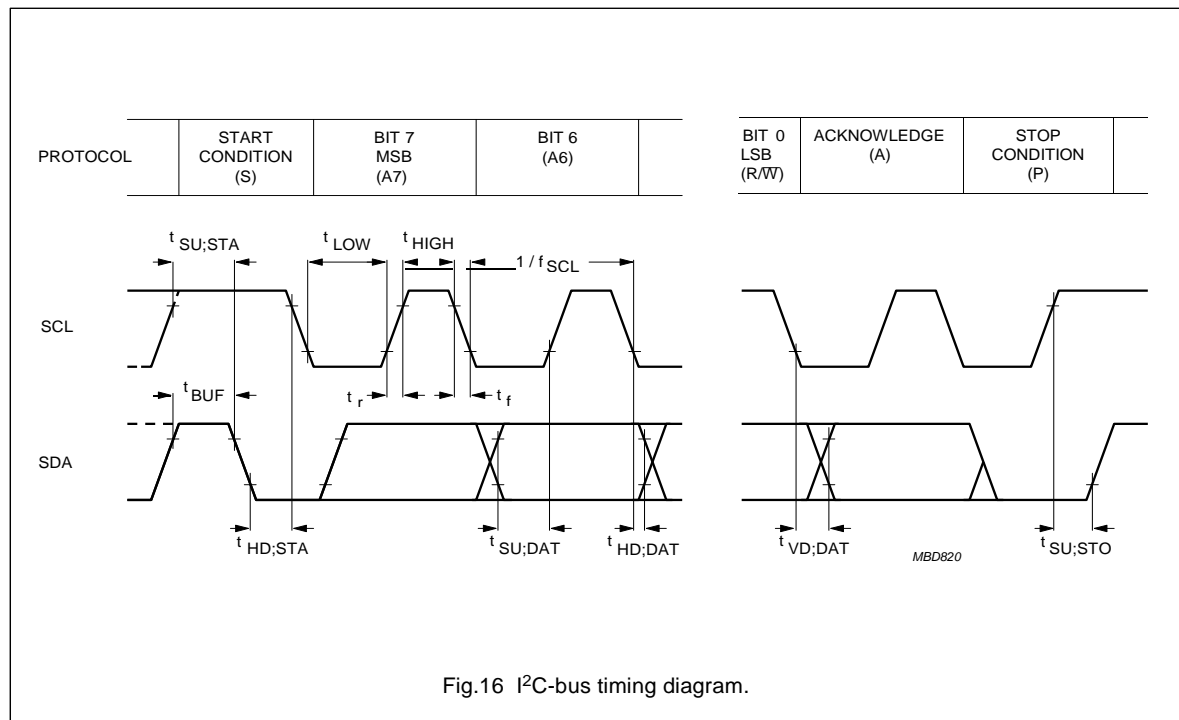 PROTOCOL
START
CONDITION
(S)
BIT 7
MSB
(A7)
BIT 6
(A6)
BIT 0
LSB
(R/W̅)
ACKNOWLEDGE
(A)
STOP
CONDITION
(P)
t SU;STA
t LOW
t HIGH
1 / f SCL
SCL
t BUF
t r
t f
SDA
t HD;STA
t SU;DAT
t HD;DAT
t VD;DAT
MBD820
t SU;STO
Fig.16 I²C-bus timing diagram.